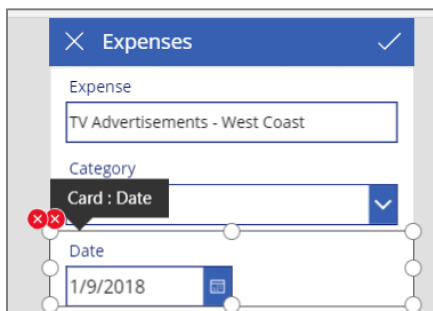 Expenses
Expense
TV Advertisements - West Coast
Category
Card : Date
Date
1/9/2018